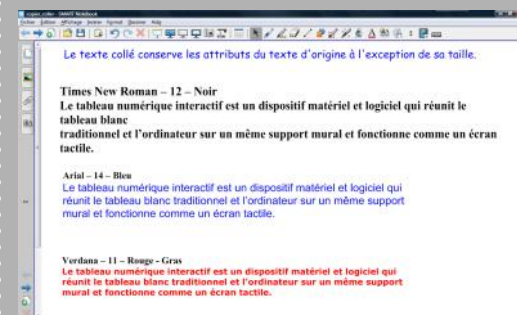 copier_coller - SMART Notebook
Le texte collé conserve les attributs du texte d'origine à l'exception de sa taille.
Times New Roman – 12 – Noir
Le tableau numérique interactif est un dispositif matériel et logiciel qui réunit le
tableau blanc
traditionnel et l'ordinateur sur un même support mural et fonctionne comme un écran
tactile.
Arial – 14 – Bleu
Le tableau numérique interactif est un dispositif matériel et logiciel qui
réunit le tableau blanc traditionnel et l'ordinateur sur un même support
mural et fonctionne comme un écran tactile.
Verdana – 11 – Rouge - Gras
Le tableau numérique interactif est un dispositif matériel et logiciel qui
réunit le tableau blanc traditionnel et l'ordinateur sur un même support
mural et fonctionne comme un écran tactile.